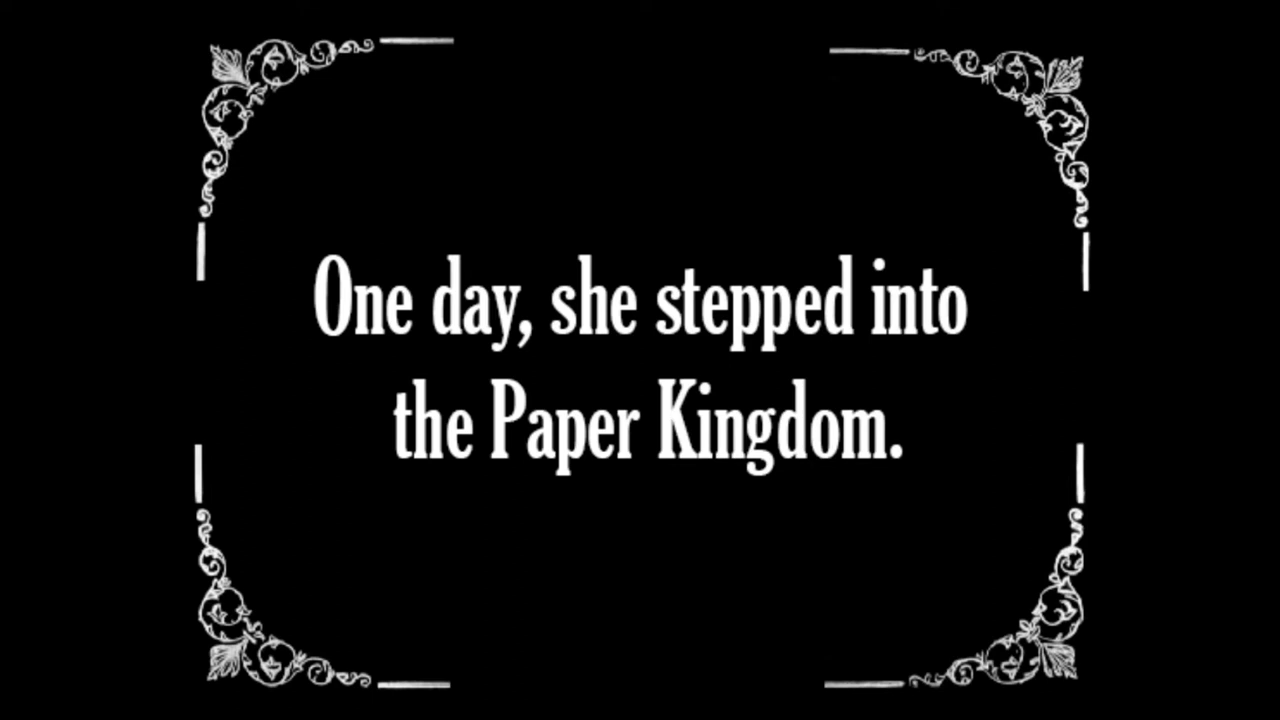 One day, she stepped into
the Paper Kingdom.